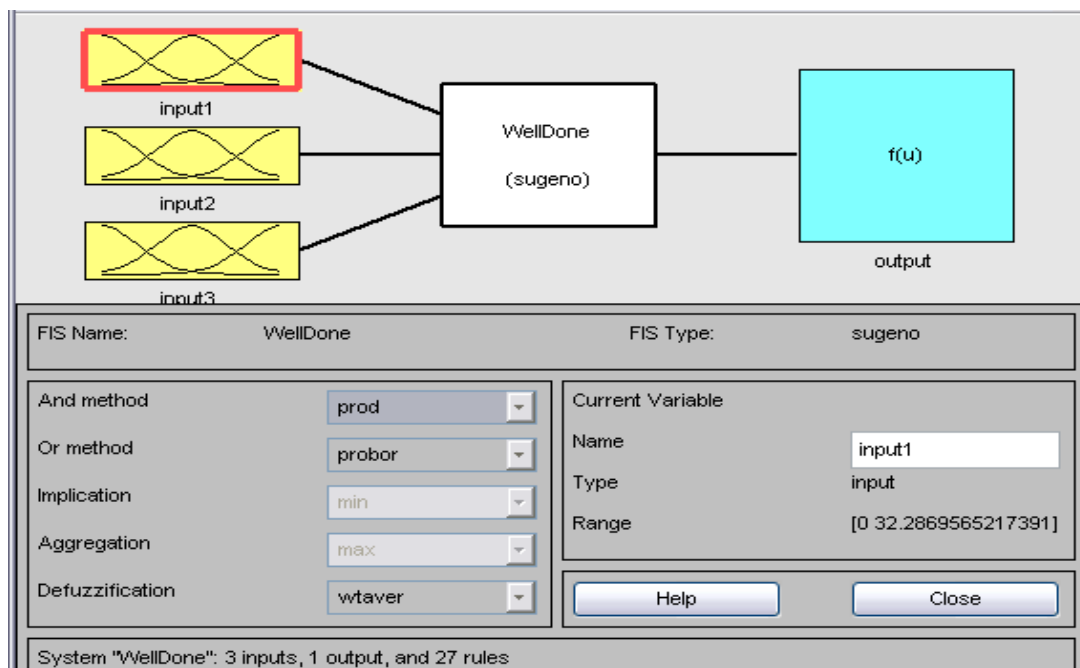 input1
input2
input3
WellDone
(sugeno)
f(u)
output
FIS Name: WellDone FIS Type: sugeno
And method prod
Or method probor
Implication min
Aggregation max
Defuzzification wtaver
Current Variable
Name input1
Type input
Range [0 32.2869565217391]
Help Close
System "WellDone": 3 inputs, 1 output, and 27 rules